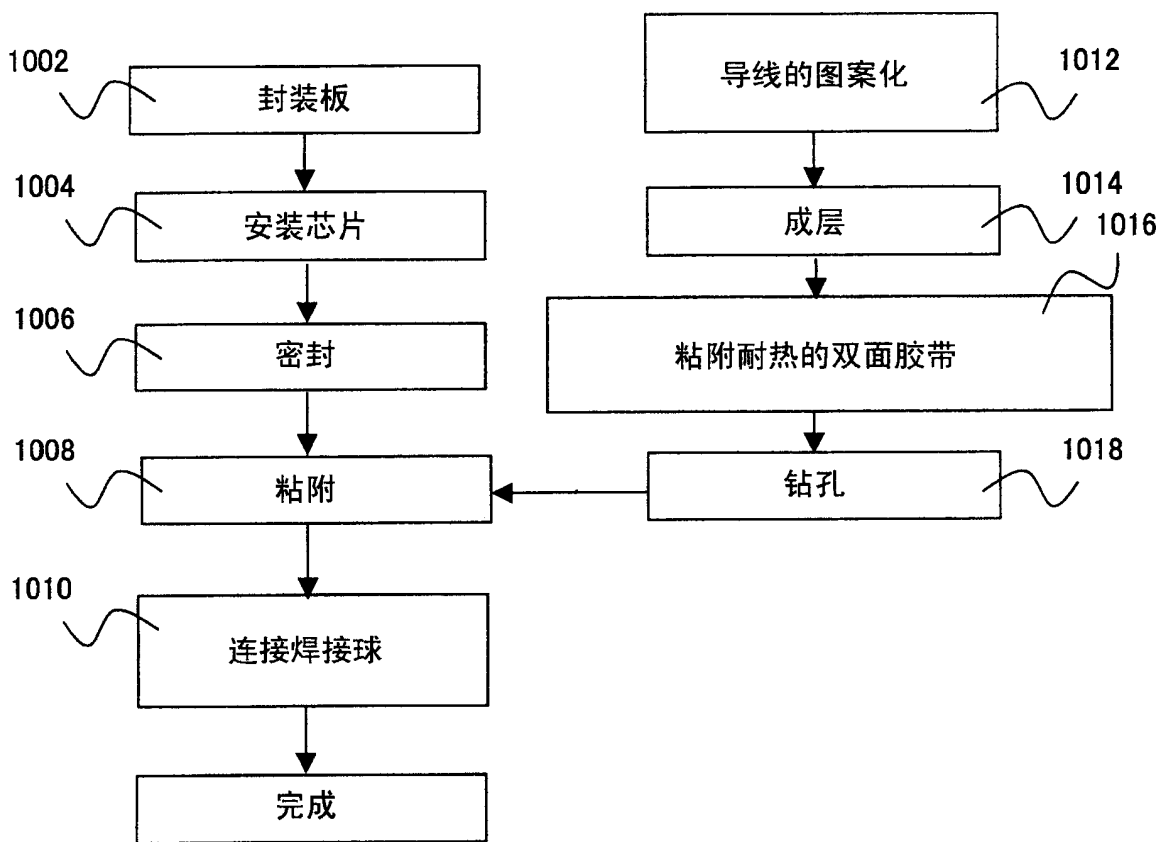 1002
封装板
1004
安装芯片
1006
密封
1008
粘附
1010
连接焊接球
完成
导线的图案化
1012
成层
1014
粘附耐热的双面胶带
1016
钻孔
1018